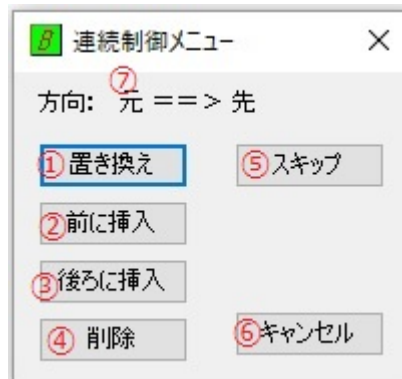 B 連続制御メニュー ×
⑦
方向: 元 ==> 先
①置き換え ⑤スキップ
②前に挿入
③後ろに挿入
④ 削除 ⑥キャンセル